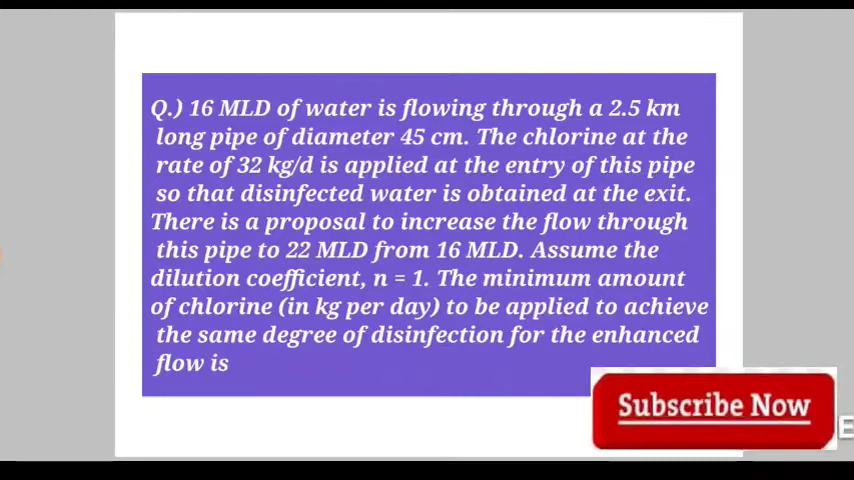 Q.) 16 MLD of water is flowing through a 2.5 km
long pipe of diameter 45 cm. The chlorine at the
rate of 32 kg/d is applied at the entry of this pipe
so that disinfected water is obtained at the exit.
There is a proposal to increase the flow through
this pipe to 22 MLD from 16 MLD. Assume the
dilution coefficient, n = 1. The minimum amount
of chlorine (in kg per day) to be applied to achieve
the same degree of disinfection for the enhanced
flow is
Subscribe Now